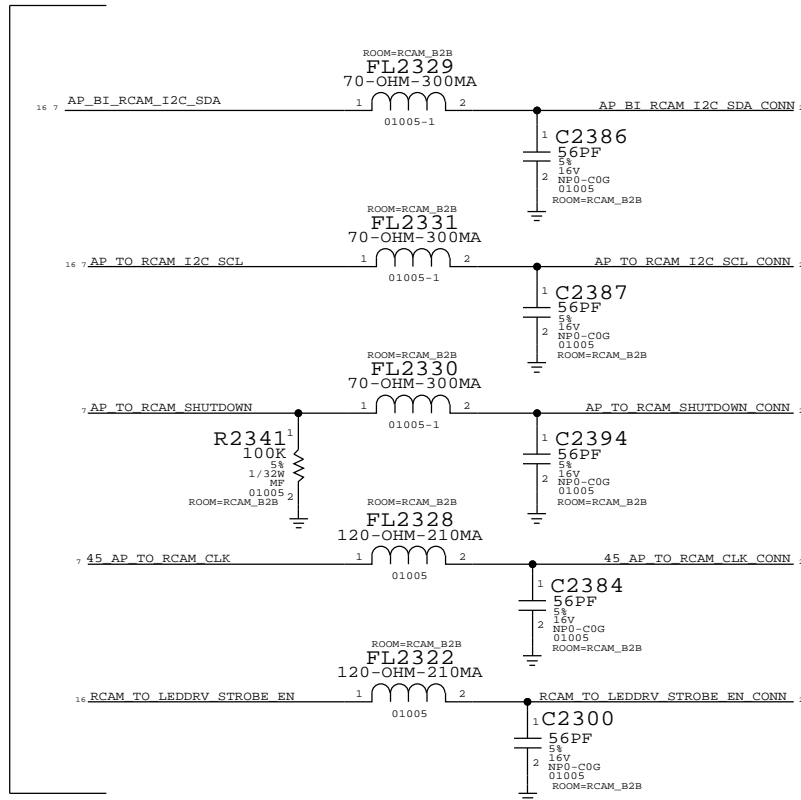 ROOM=RCAM_B2B
FL2329
70-OHM-300MA
16 7 AP_BI_RCAM_I2C_SDA 1 2 AP_BI_RCAM_I2C_SDA_CONN
01005-1
1 C2386
56PF
5%
16V
2 NP0-C0G
01005
ROOM=RCAM_B2B
ROOM=RCAM_B2B
FL2331
70-OHM-300MA
16 7 AP_TO_RCAM_I2C_SCL 1 2 AP_TO_RCAM_I2C_SCL_CONN
01005-1
1 C2387
56PF
5%
16V
2 NP0-C0G
01005
ROOM=RCAM_B2B
ROOM=RCAM_B2B
FL2330
70-OHM-300MA
7 AP_TO_RCAM_SHUTDOWN 1 2 AP_TO_RCAM_SHUTDOWN_CONN
01005-1
R2341 1
100K
5%
1/32W
MF
01005 2
ROOM=RCAM_B2B
1 C2394
56PF
5%
16V
2 NP0-C0G
01005
ROOM=RCAM_B2B
ROOM=RCAM_B2B
FL2328
120-OHM-210MA
7 45_AP_TO_RCAM_CLK 1 2 45_AP_TO_RCAM_CLK_CONN
01005
1 C2384
56PF
5%
16V
2 NP0-C0G
01005
ROOM=RCAM_B2B
ROOM=RCAM_B2B
FL2322
120-OHM-210MA
16 RCAM_TO_LEDDRV_STROBE_EN 1 2 RCAM_TO_LEDDRV_STROBE_EN_CONN
01005
1 C2300
56PF
5%
16V
2 NP0-C0G
01005
ROOM=RCAM_B2B